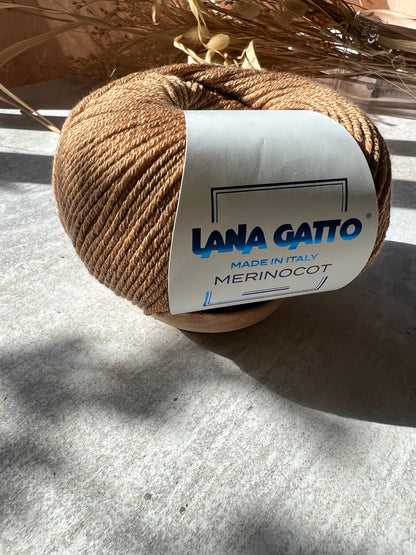 LANA GATTO®
MADE IN ITALY
MERINOCOT